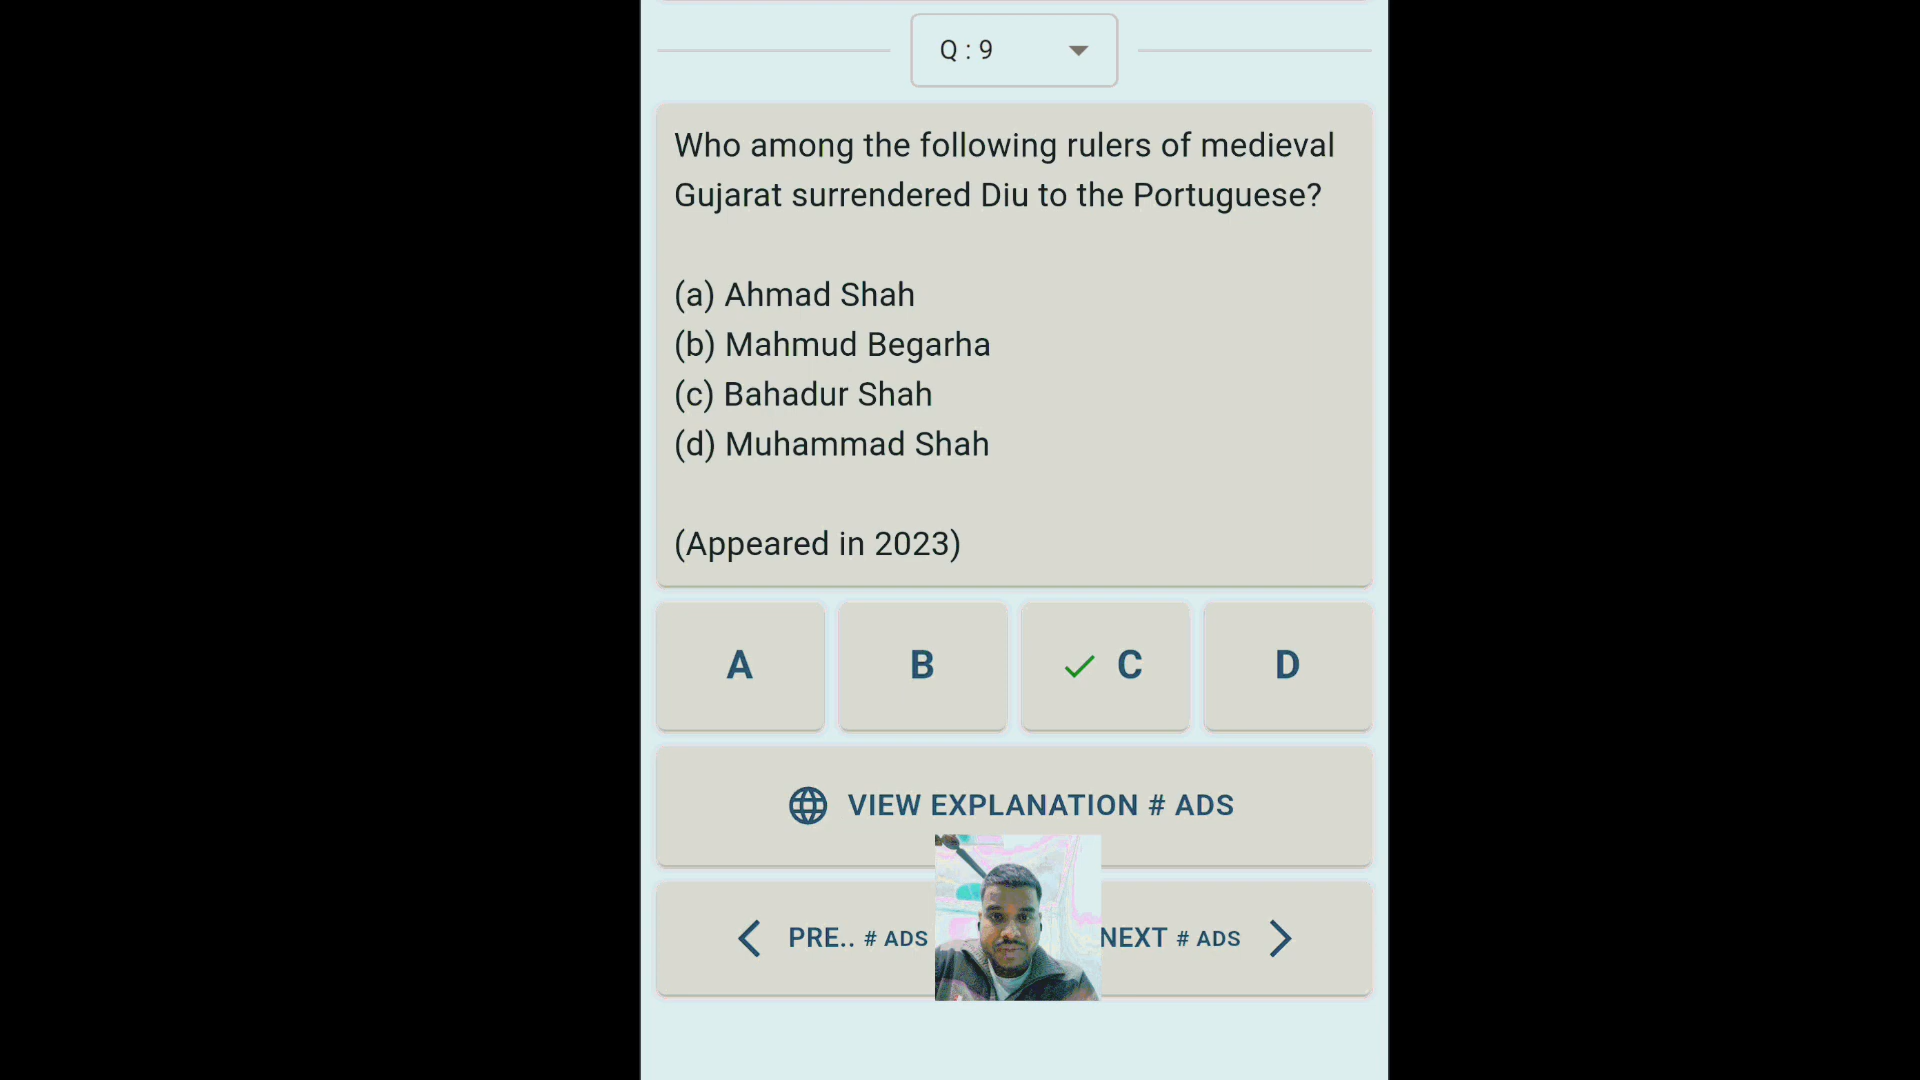 Q : 9
Who among the following rulers of medieval
Gujarat surrendered Diu to the Portuguese?
(a) Ahmad Shah
(b) Mahmud Begarha
(c) Bahadur Shah
(d) Muhammad Shah
(Appeared in 2023)
A B C D
VIEW EXPLANATION # ADS
PRE.. # ADS NEXT # ADS